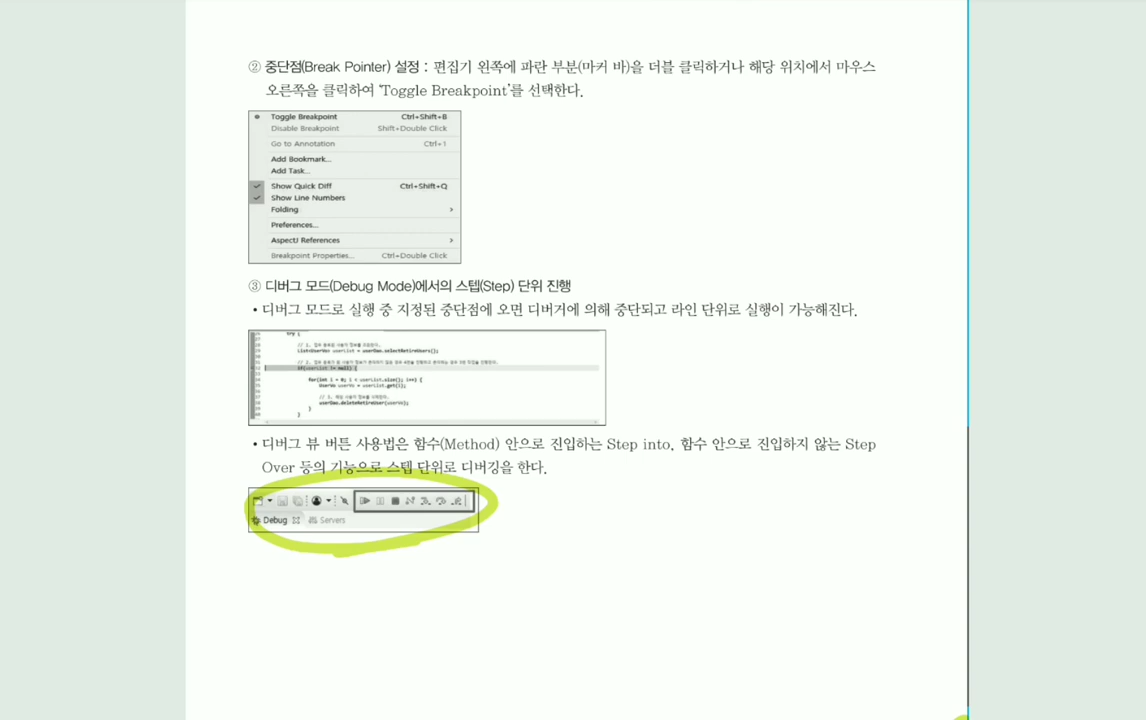 ② 중단점(Break Pointer) 설정 : 편집기 왼쪽에 파란 부분(마커 바)을 더블 클릭하거나 해당 위치에서 마우스
오른쪽을 클릭하여 ‘Toggle Breakpoint’를 선택한다.
Toggle Breakpoint Ctrl+Shift+B
Disable Breakpoint Shift+Double Click
Go to Annotation Ctrl+1
Add Bookmark...
Add Task...
Show Quick Diff Ctrl+Shift+Q
Show Line Numbers
Folding >
Preferences...
AspectJ References >
Breakpoint Properties... Ctrl+Double Click
③ 디버그 모드(Debug Mode)에서의 스텝(Step) 단위 진행
• 디버그 모드로 실행 중 지정된 중단점에 오면 디버거에 의해 중단되고 라인 단위로 실행이 가능해진다.
try {
List<UserVo> userList = userDao.selectRetireUsers();
if(userList != null) {
for(int i = 0; i < userList.size(); i++) {
UserVo userVo = userList.get(i);
userDao.deleteRetireUser(userVo);
}
}
• 디버그 뷰 버튼 사용법은 함수(Method) 안으로 진입하는 Step into, 함수 안으로 진입하지 않는 Step
Over 등의 기능으로 스텝 단위로 디버깅을 한다.
Debug Servers